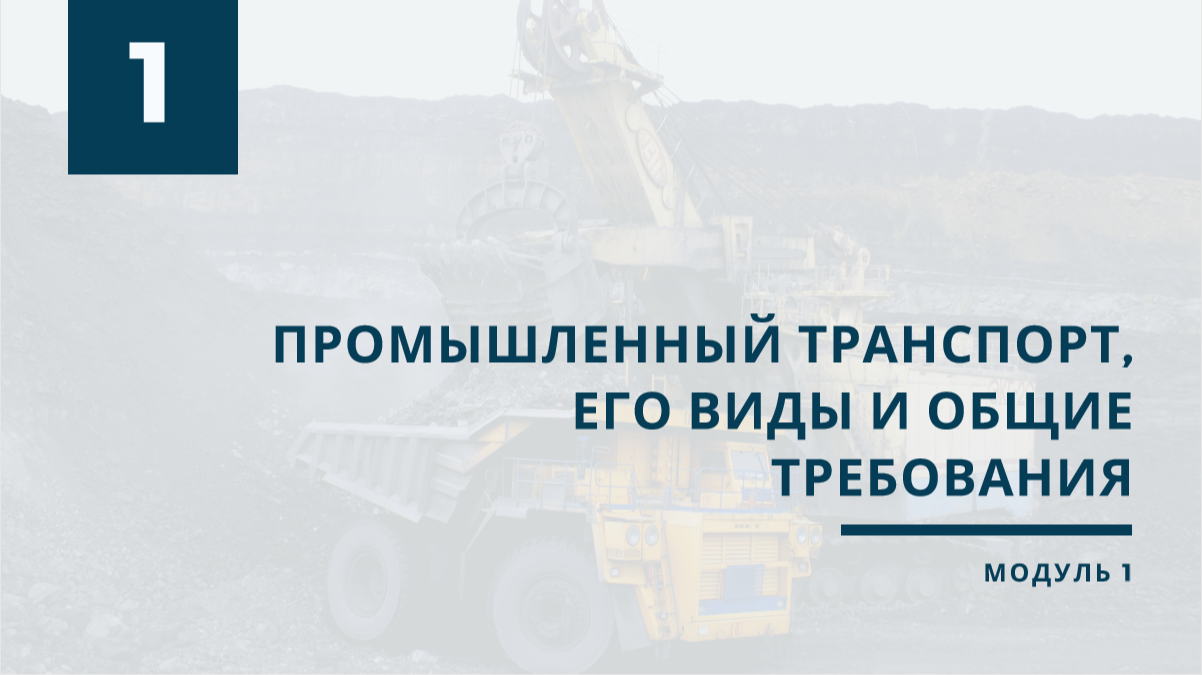 1
ПРОМЫШЛЕННЫЙ ТРАНСПОРТ,
ЕГО ВИДЫ И ОБЩИЕ
ТРЕБОВАНИЯ
МОДУЛЬ 1